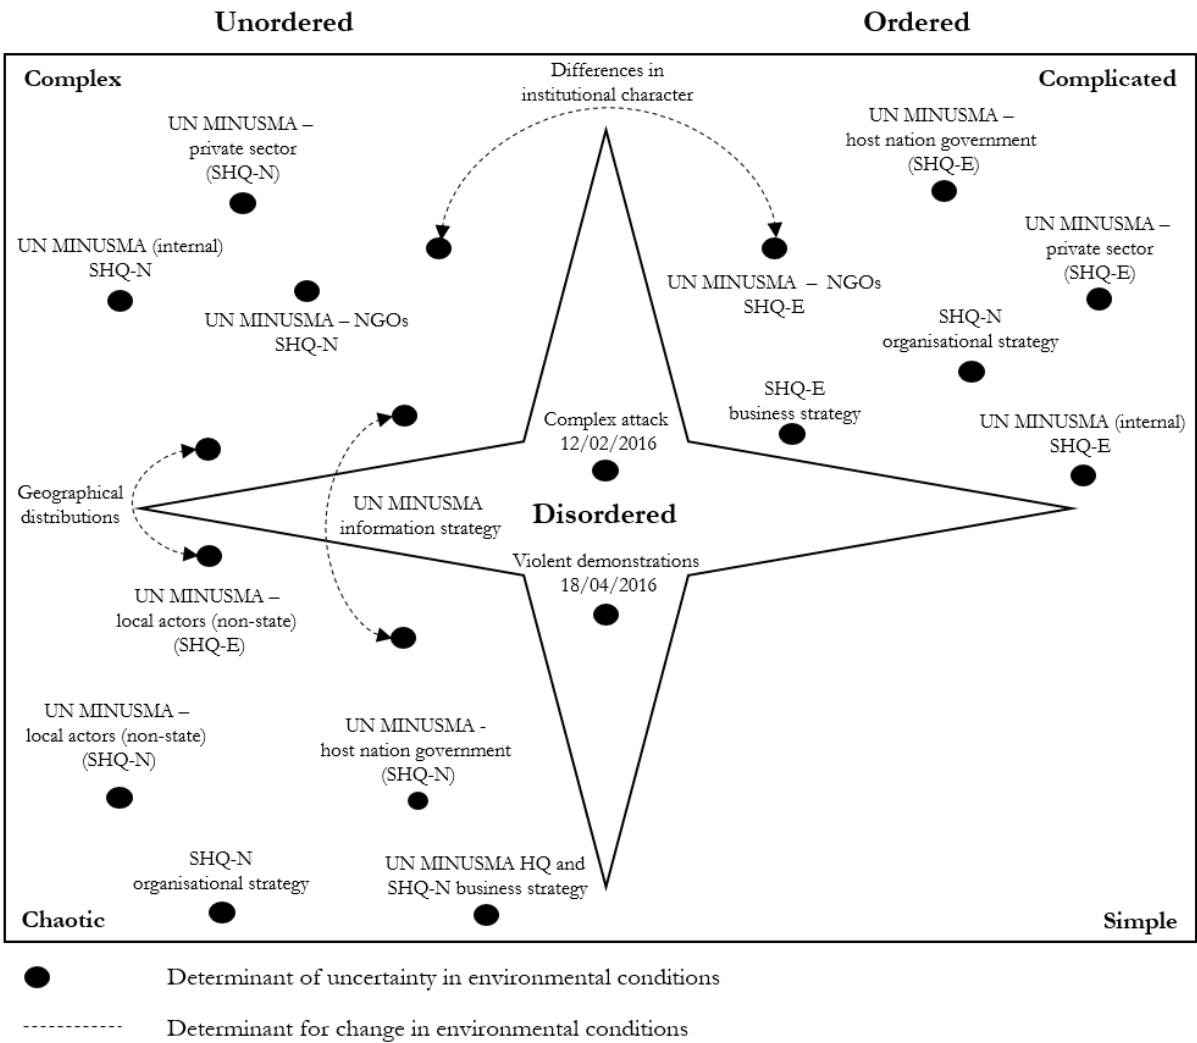 Unordered
Ordered
Complex
Differences in
institutional character
Complicated
UN MINUSMA –
private sector
(SHQ-N)
UN MINUSMA –
host nation government
(SHQ-E)
UN MINUSMA (internal)
SHQ-N
UN MINUSMA –
private sector
(SHQ-E)
UN MINUSMA – NGOs
SHQ-N
UN MINUSMA – NGOs
SHQ-E
SHQ-N
organisational strategy
SHQ-E
business strategy
Complex attack
12/02/2016
UN MINUSMA (internal)
SHQ-E
Geographical
distributions
UN MINUSMA
information strategy
Disordered
Violent demonstrations
18/04/2016
UN MINUSMA –
local actors (non-state)
(SHQ-E)
UN MINUSMA –
local actors (non-state)
(SHQ-N)
UN MINUSMA -
host nation government
(SHQ-N)
SHQ-N
organisational strategy
UN MINUSMA HQ and
SHQ-N business strategy
Chaotic
Simple
Determinant of uncertainty in environmental conditions
Determinant for change in environmental conditions